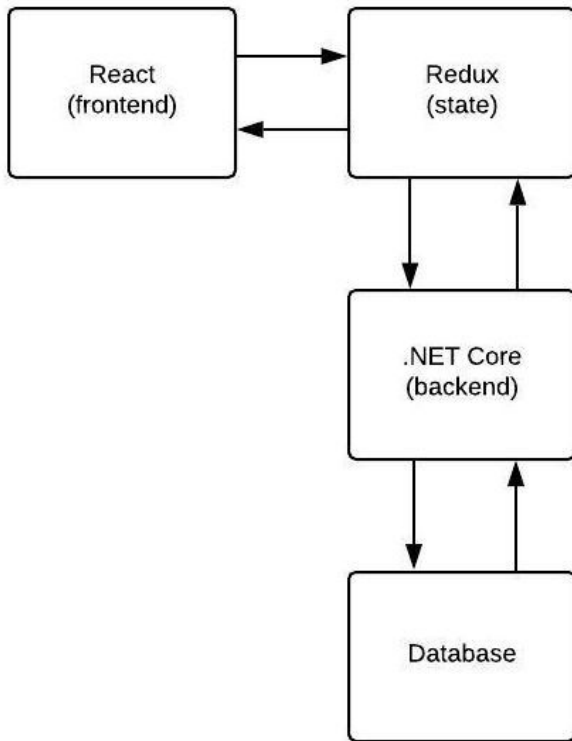 React
(frontend)
Redux
(state)
.NET Core
(backend)
Database